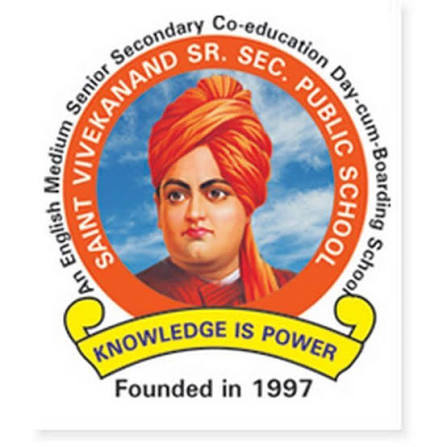 An English Medium Senior Secondary Co-education Day-cum-Boarding School
SAINT VIVEKANAND SR. SEC. PUBLIC SCHOOL
KNOWLEDGE IS POWER
Founded in 1997